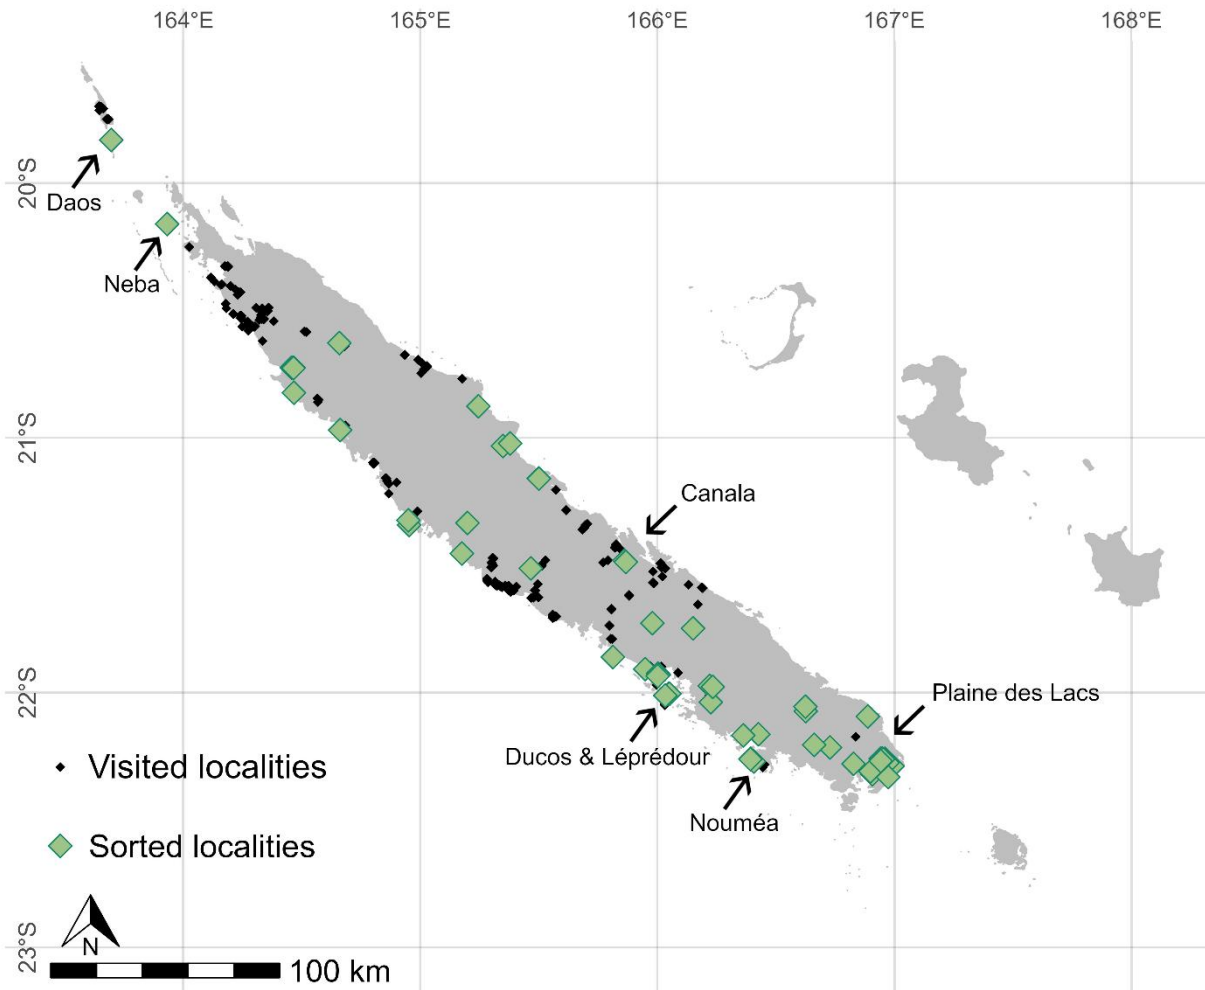 164°E 165°E 166°E 167°E 168°E
20°S
Daos
Neba
21°S
Canala
22°S
Plaine des Lacs
Ducos & Léprédour
Visited localities
Nouméa
Sorted localities
23°S
N
100 km